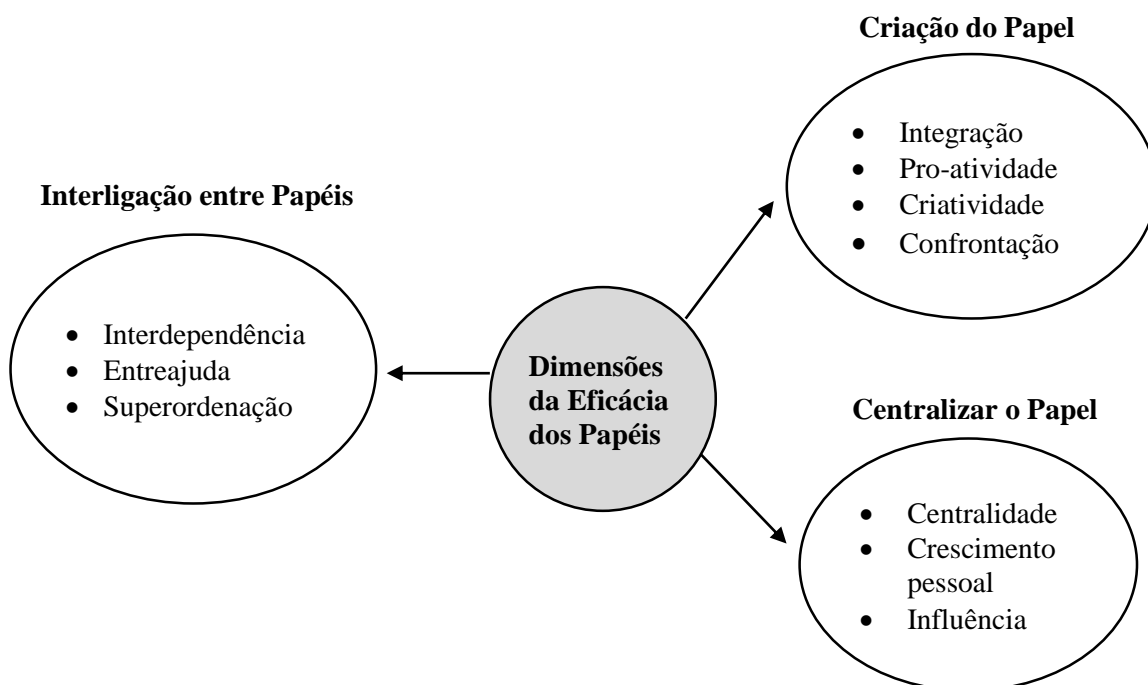 Criação do Papel
• Integração
• Pro-atividade
• Criatividade
• Confrontação
Interligação entre Papéis
• Interdependência
• Entreajuda
• Superordenação
Dimensões
da Eficácia
dos Papéis
Centralizar o Papel
• Centralidade
• Crescimento
pessoal
• Influência